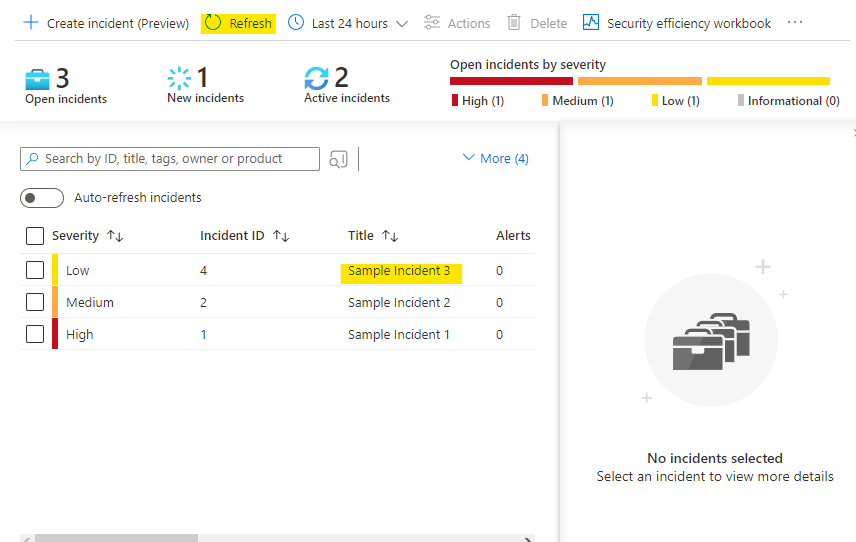 Create incident (Preview) Refresh Last 24 hours Actions Delete Security efficiency workbook ···
3 Open incidents
1 New incidents
2 Active incidents
Open incidents by severity
High (1) Medium (1) Low (1) Informational (0)
Search by ID, title, tags, owner or product
More (4)
Auto-refresh incidents
Severity Incident ID Title Alerts
Low 4 Sample Incident 3 0
Medium 2 Sample Incident 2 0
High 1 Sample Incident 1 0
No incidents selected
Select an incident to view more details